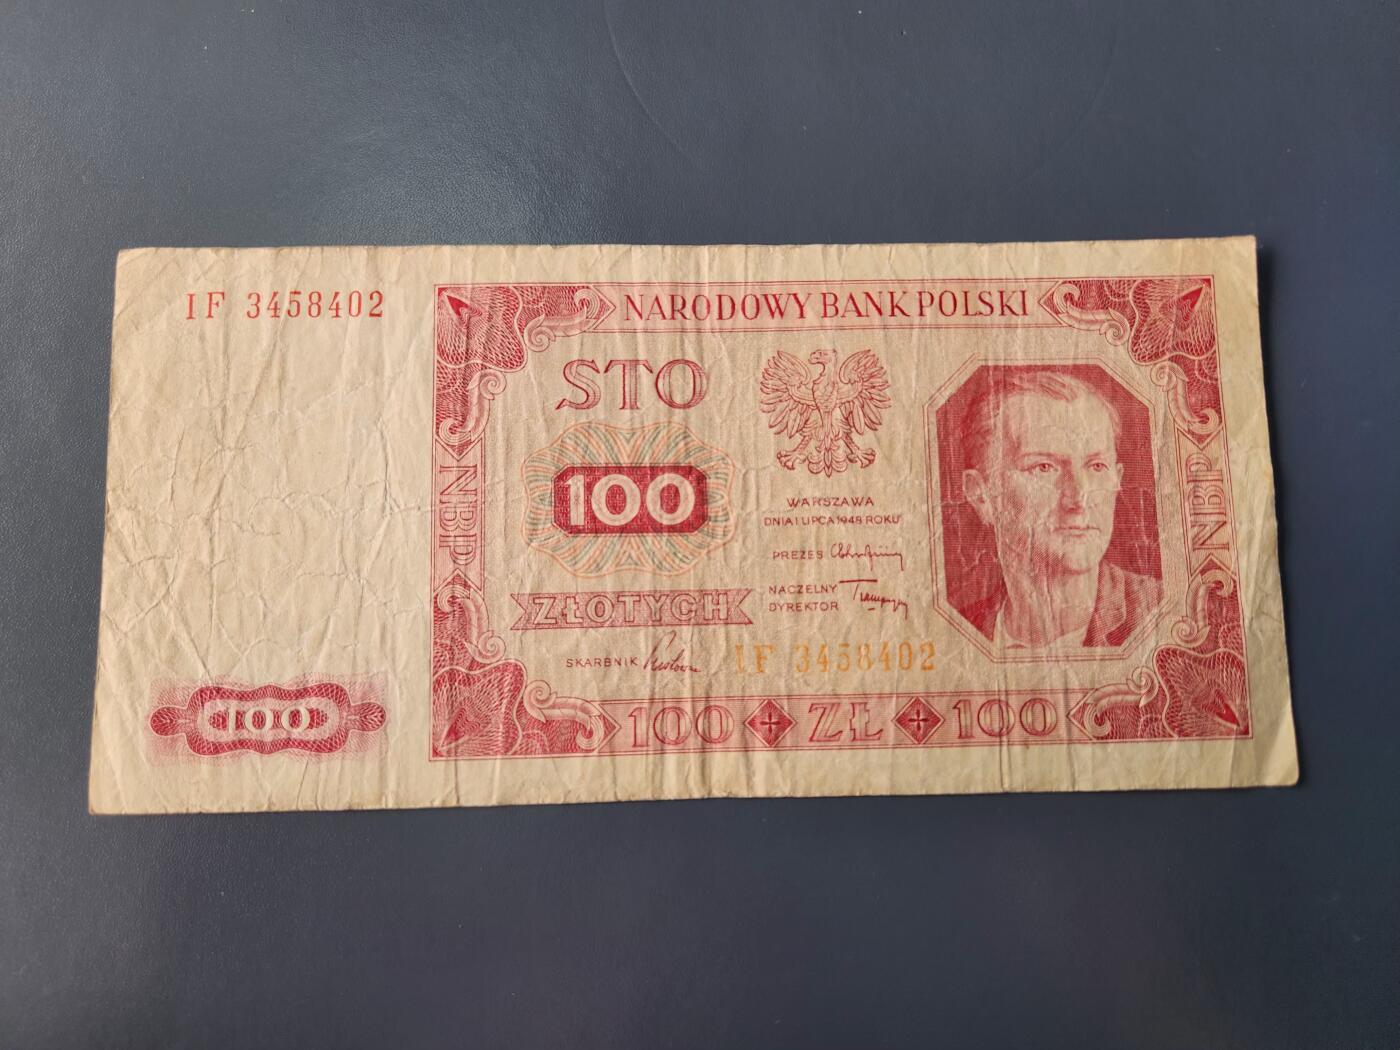 IF 3458402
NARODOWY BANK POLSKI
STO
100
ZŁOTYCH
WARSZAWA
DNIA 1 LIPCA 1948 ROKU
PREZES
NACZELNY
DYREKTOR
SKARBNIK
IF 3458402
NBP
NBP
100
100 ZŁ 100